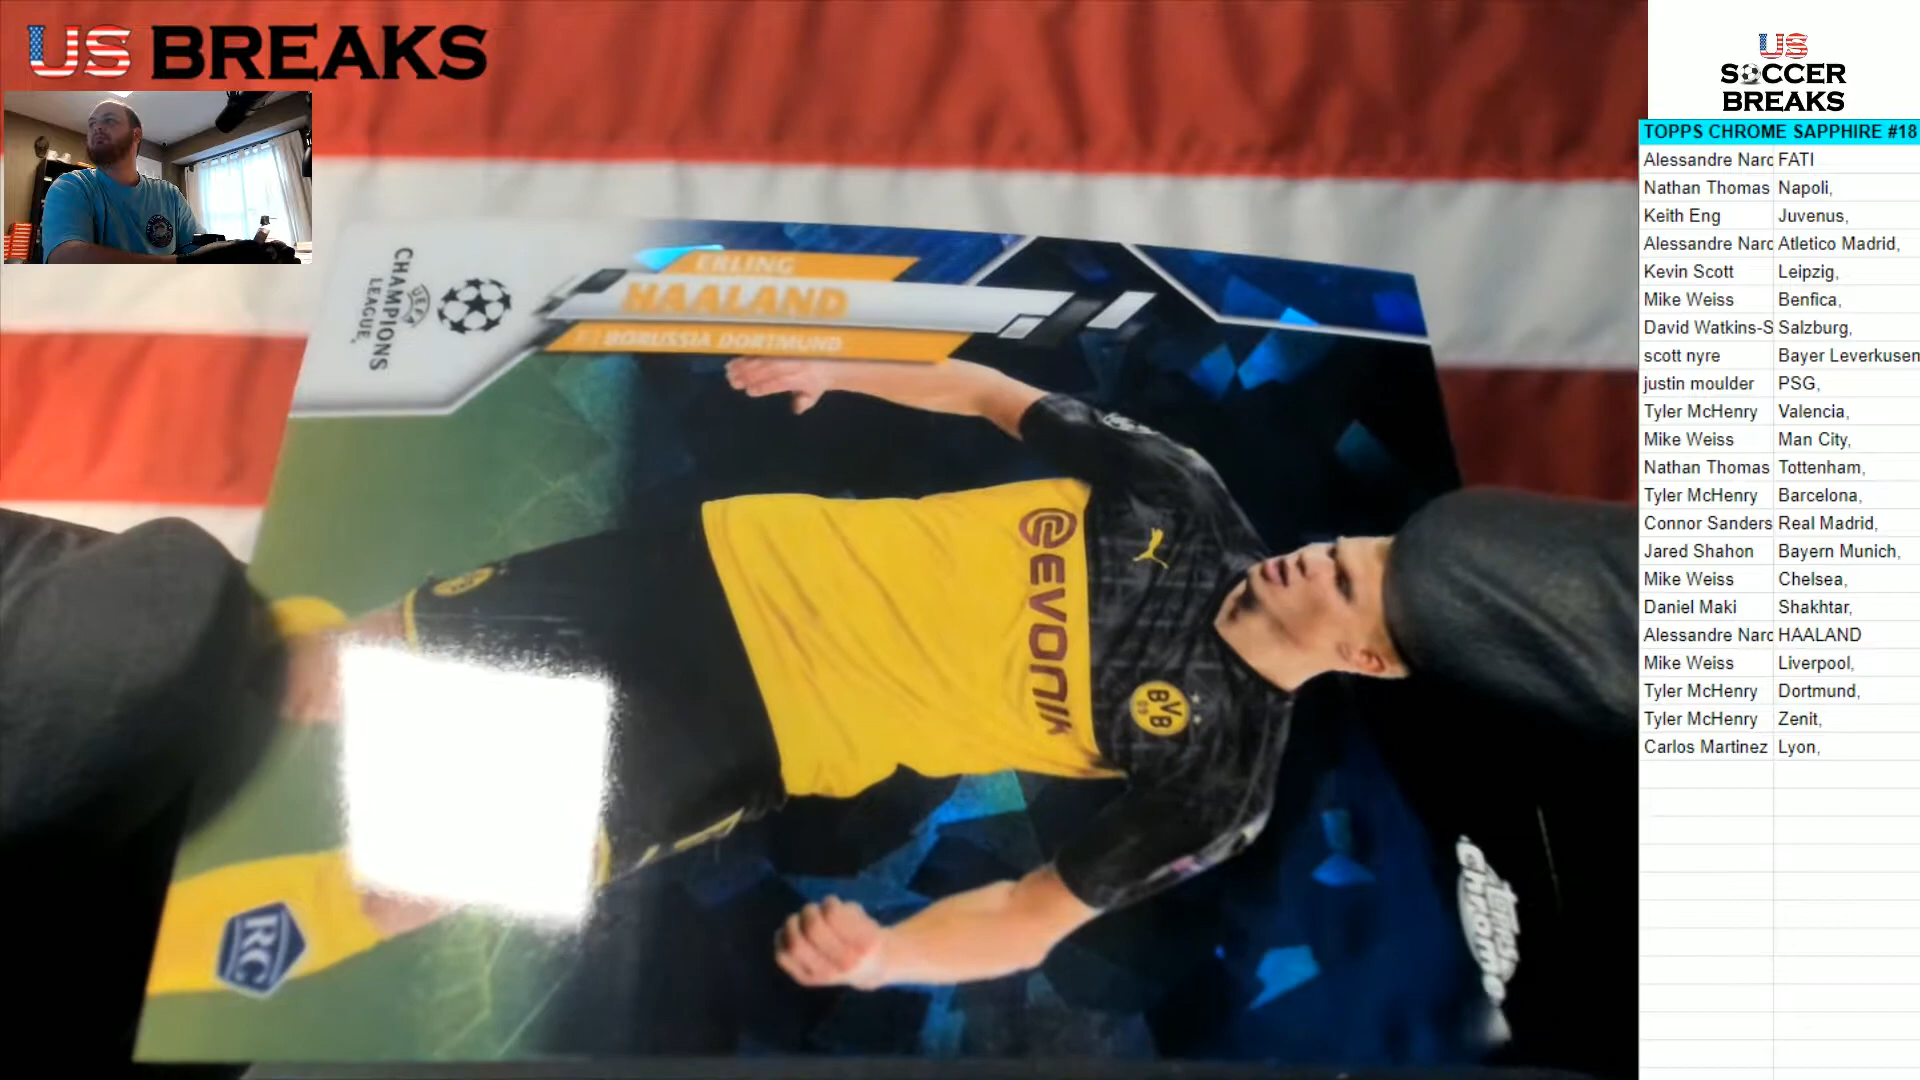 US BREAKS
US
SOCCER
BREAKS
TOPPS CHROME SAPPHIRE #18
Alessandre Narc FATI
Nathan Thomas Napoli,
Keith Eng Juvenus,
Alessandre Narc Atletico Madrid,
Kevin Scott Leipzig,
Mike Weiss Benfica,
David Watkins-S Salzburg,
scott nyre Bayer Leverkusen
justin moulder PSG,
Tyler McHenry Valencia,
Mike Weiss Man City,
Nathan Thomas Tottenham,
Tyler McHenry Barcelona,
Connor Sanders Real Madrid,
Jared Shahon Bayern Munich,
Mike Weiss Chelsea,
Daniel Maki Shakhtar,
Alessandre Narc HAALAND
Mike Weiss Liverpool,
Tyler McHenry Dortmund,
Tyler McHenry Zenit,
Carlos Martinez Lyon,
ERLING
HAALAND
BORUSSIA DORTMUND
UEFA
CHAMPIONS
LEAGUE
EVONIK
BVB
09
RC
Topps
Chrome